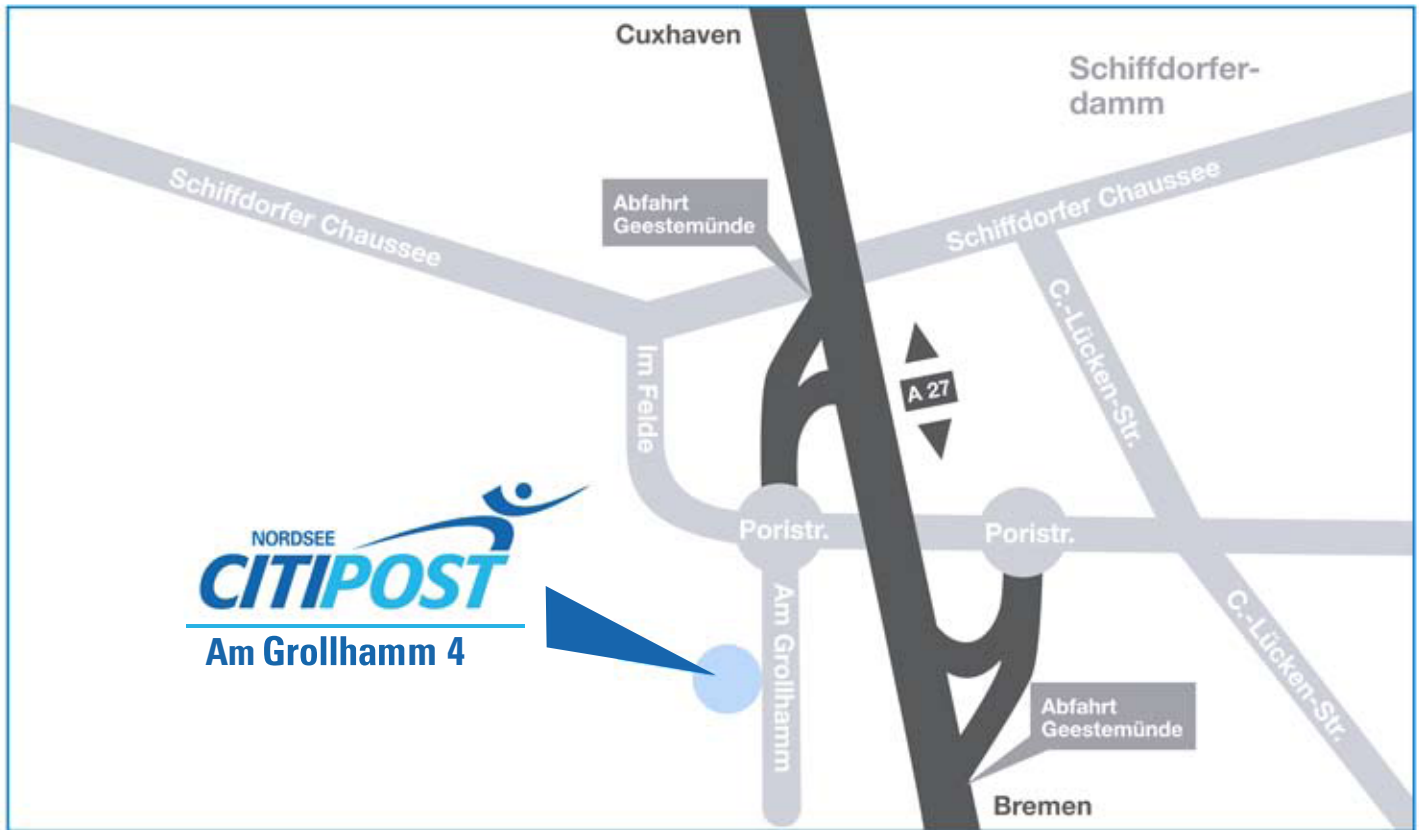 Cuxhaven
Schiffdorfer-
damm
Schiffdorfer Chaussee
Schiffdorfer Chaussee
Abfahrt
Geestemünde
C.-Lücken-Str.
Im Felde
A 27
NORDSEE
CITIPOST
Am Grollhamm 4
Poristr.
Poristr.
Am Grollhamm
C.-Lücken-Str.
Abfahrt
Geestemünde
Bremen